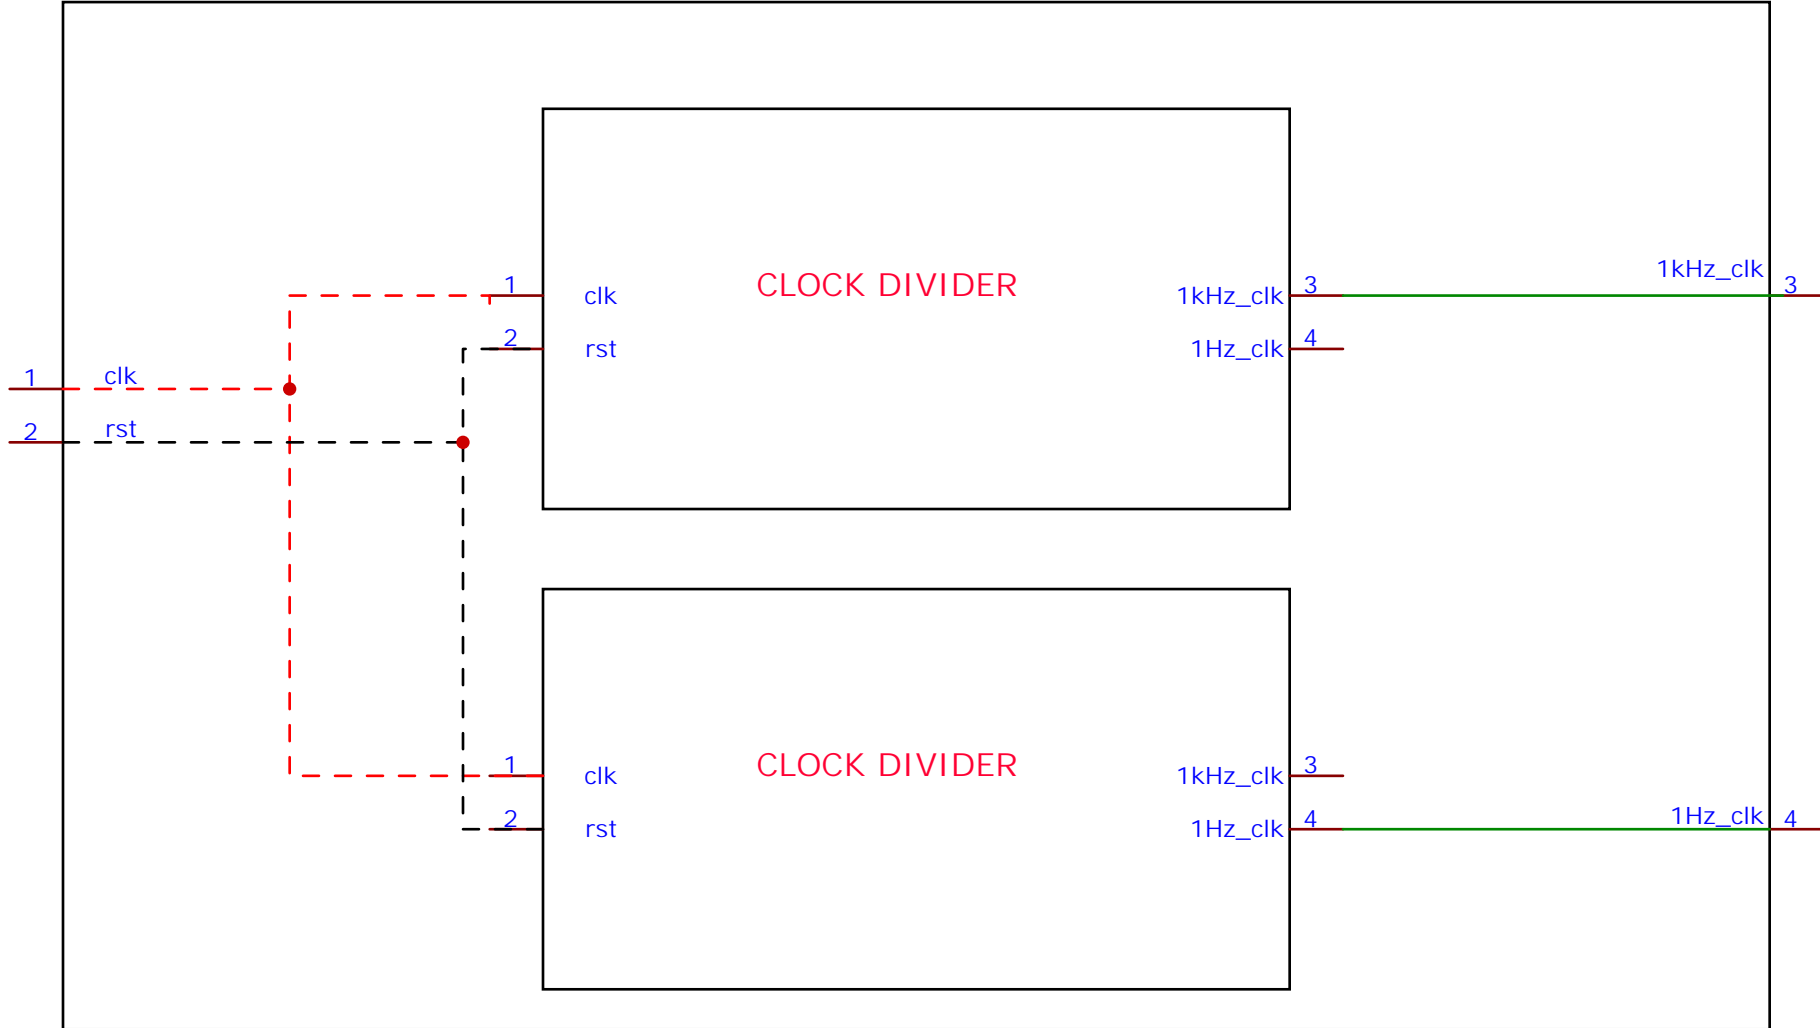 1kHz_clk
3
1
clk
CLOCK DIVIDER
1kHz_clk
3
2
rst
1Hz_clk
4
1
clk
2
rst
1
clk
CLOCK DIVIDER
1kHz_clk
3
2
rst
1Hz_clk
4
1Hz_clk
4